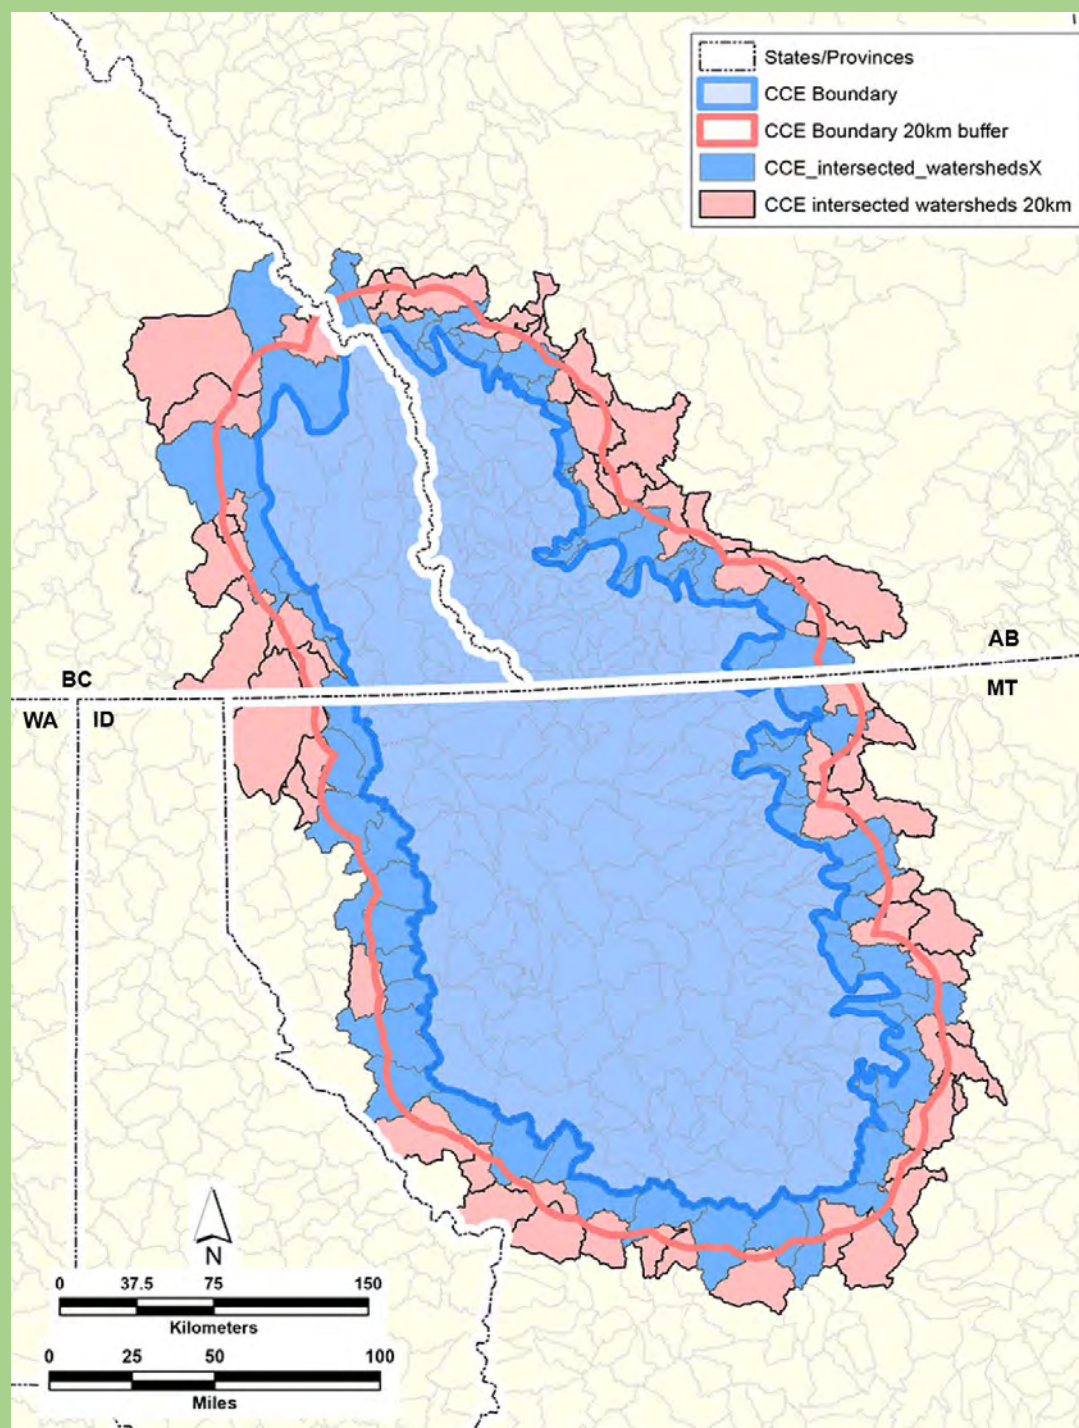 States/Provinces
CCE Boundary
CCE Boundary 20km buffer
CCE_intersected_watershedsX
CCE intersected watersheds 20km
AB
BC
MT
WA
ID
N
0 37.5 75 150
Kilometers
0 25 50 100
Miles